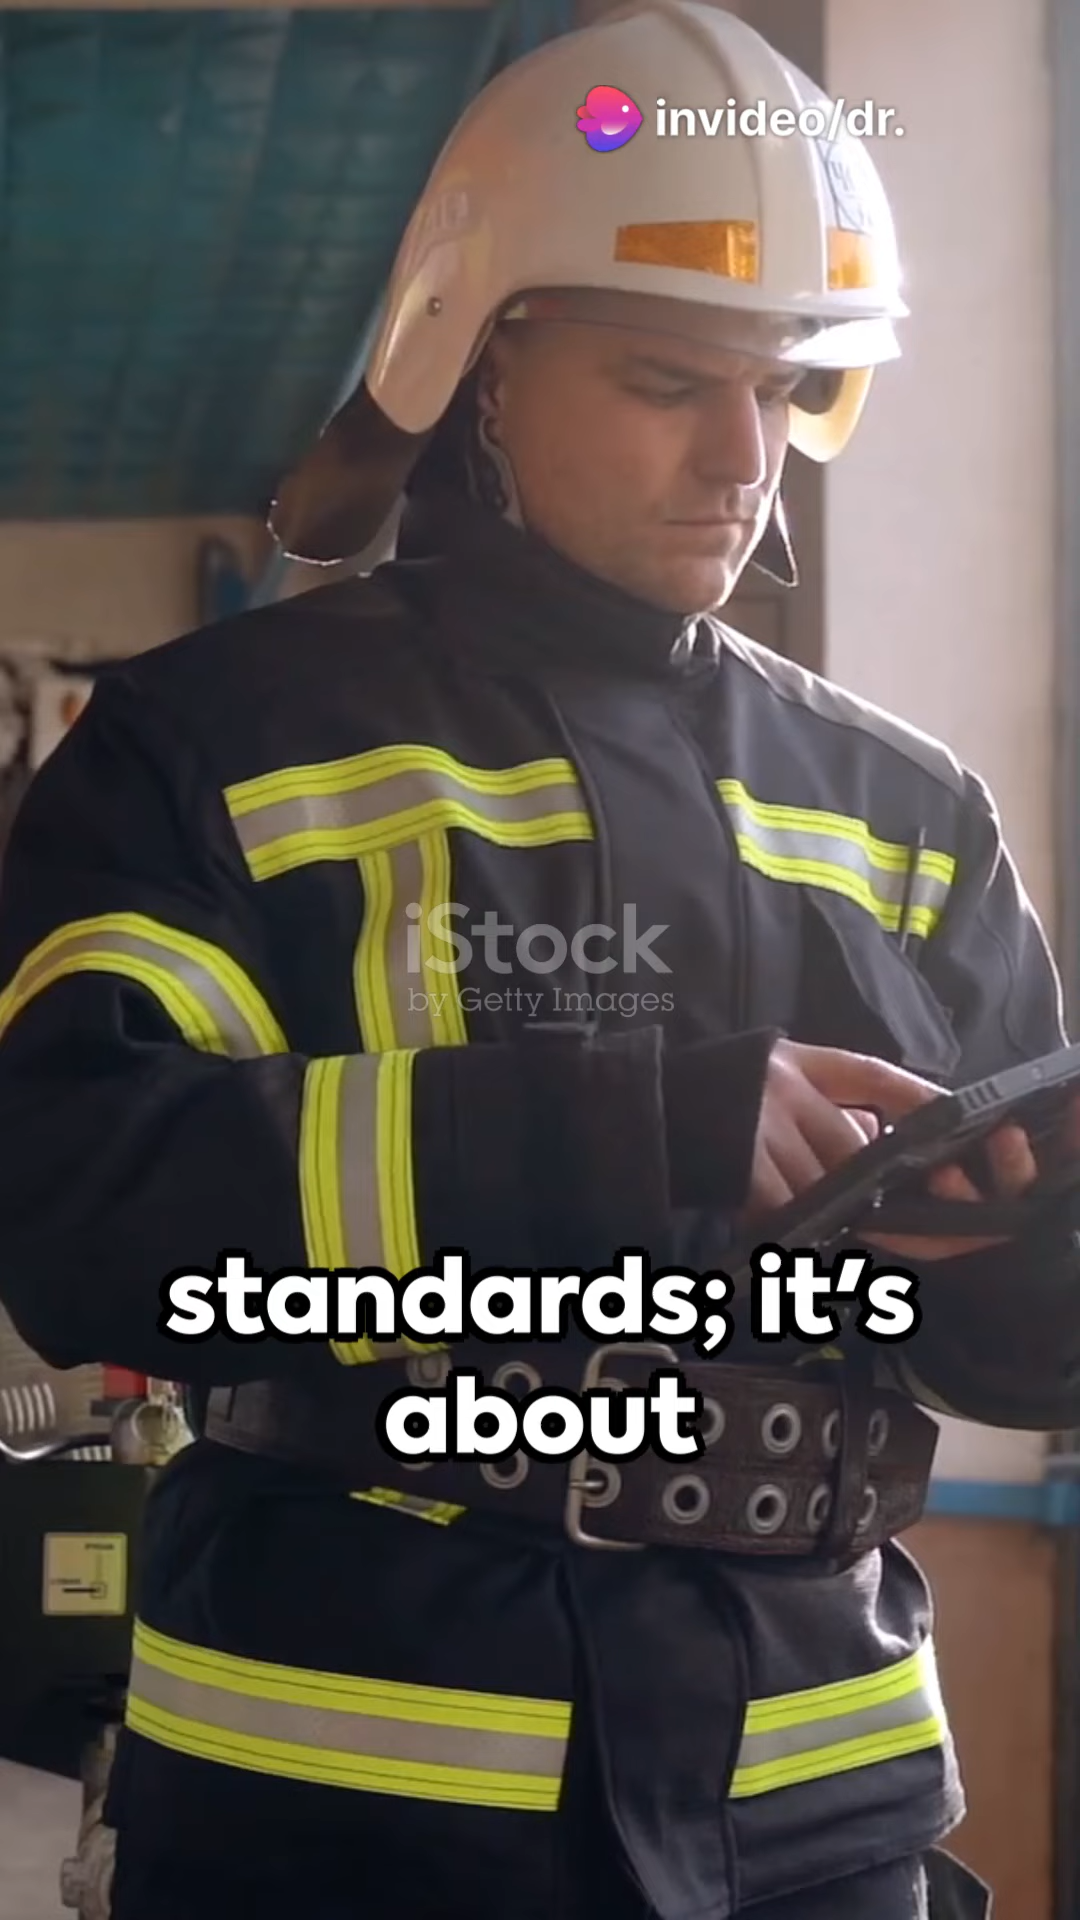 invideo/dr.
iStock
by Getty Images
standards; it's
about